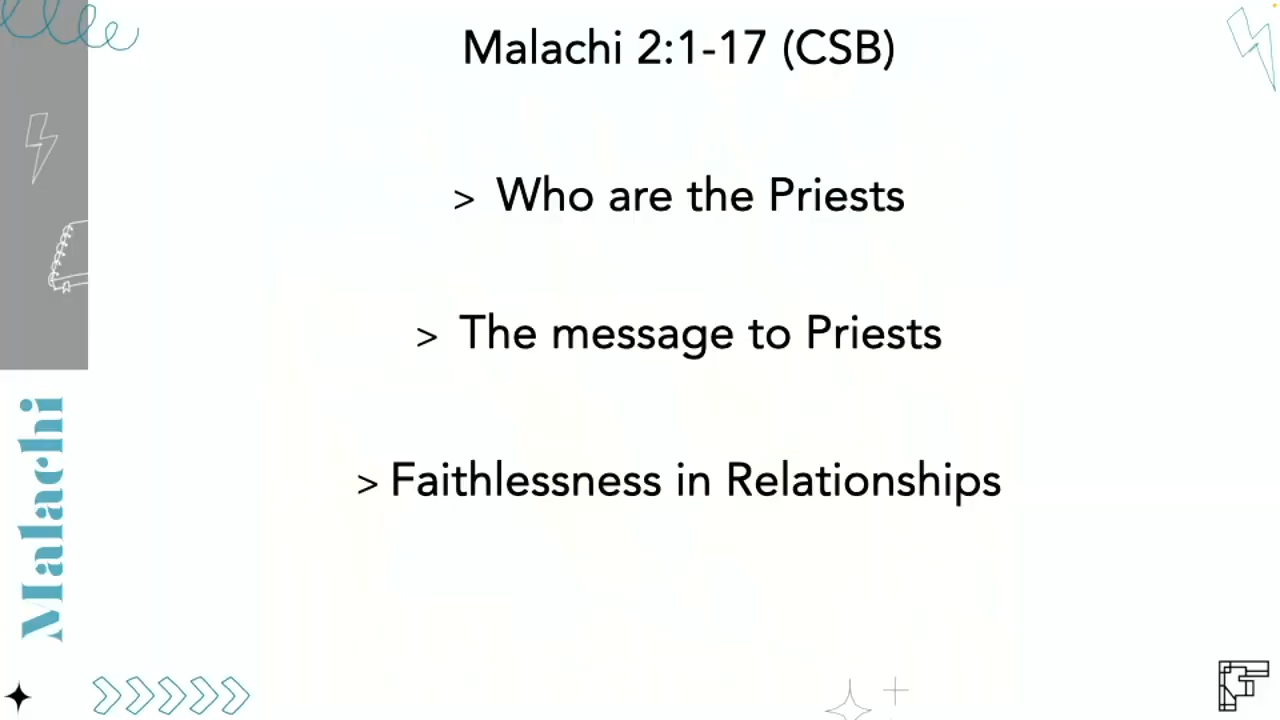 Malachi 2:1-17 (CSB)
> Who are the Priests
> The message to Priests
> Faithlessness in Relationships
Malachi